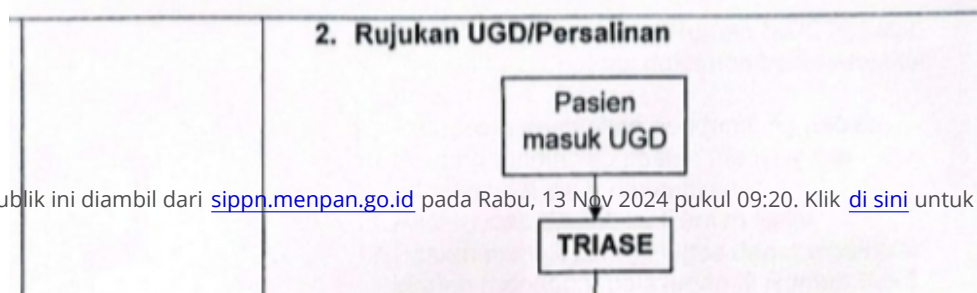 2. Rujukan UGD/Persalinan
Pasien
masuk UGD
ublik ini diambil dari sippn.menpan.go.id pada Rabu, 13 Nov 2024 pukul 09:20. Klik di sini untuk
TRIASE